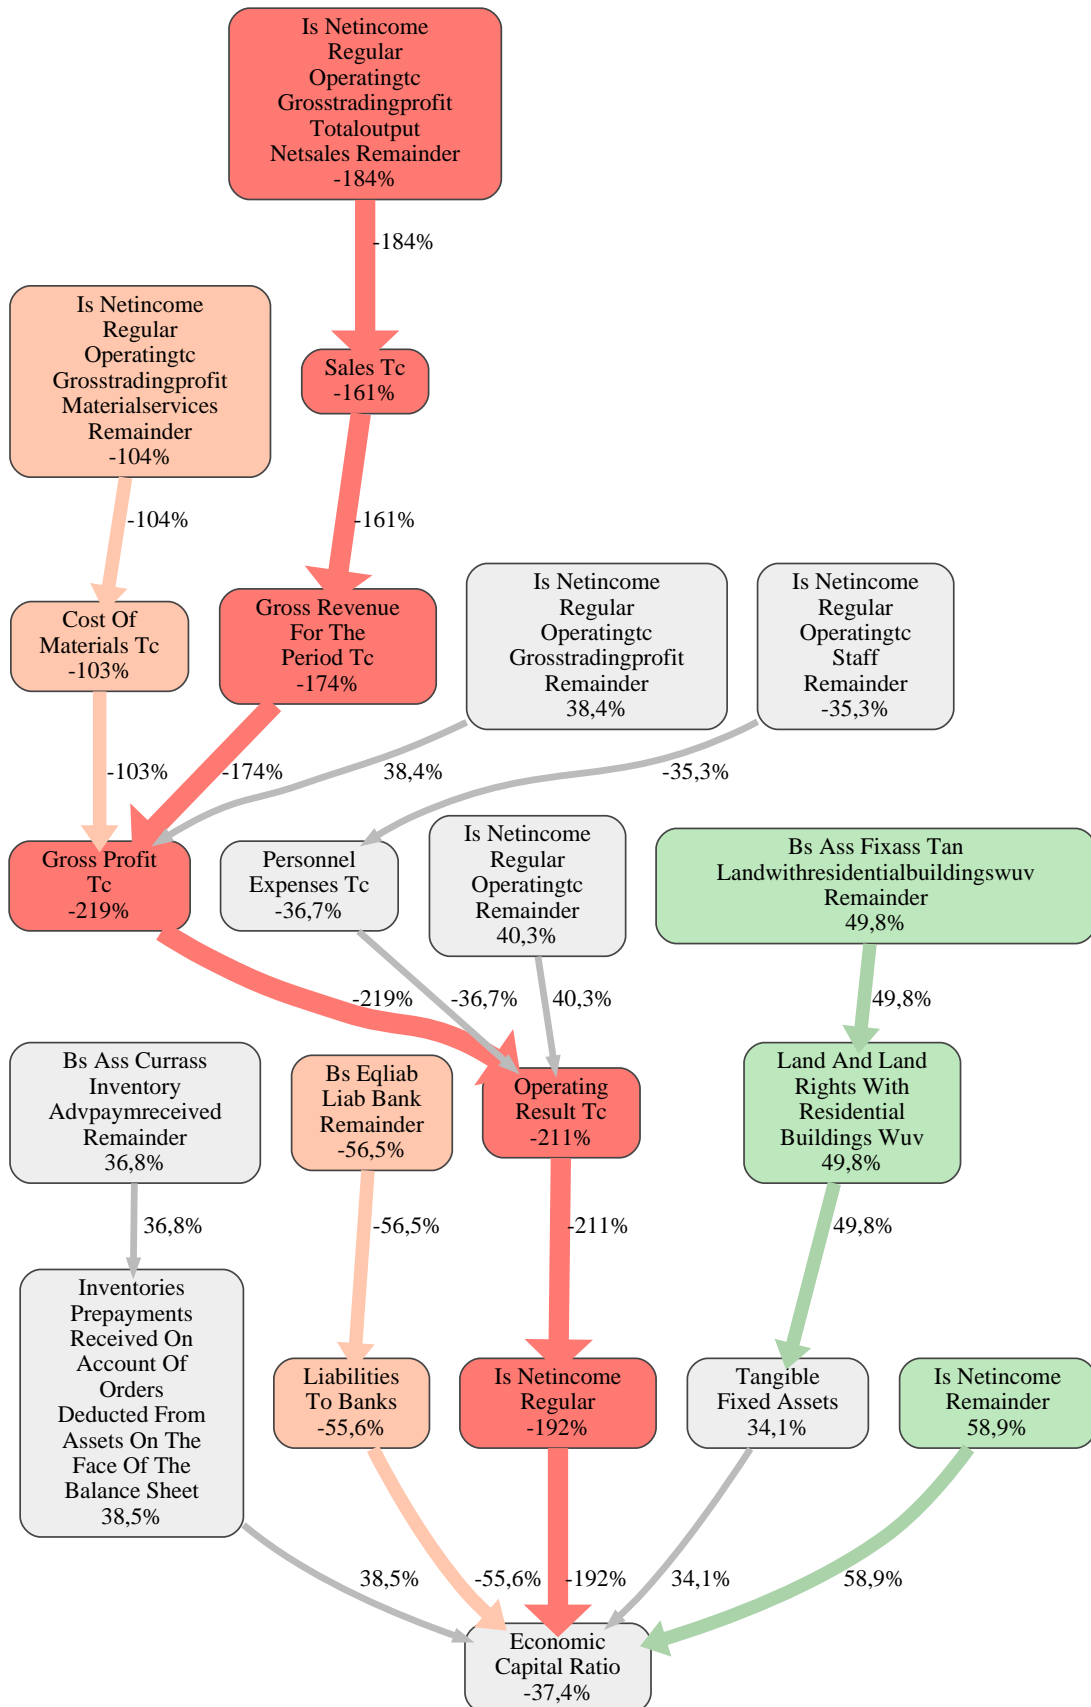 Is Netincome
Regular
Operatingtc
Grosstradingprofit
Totaloutput
Netsales Remainder
-184%
-184%
Is Netincome
Regular
Operatingtc
Grosstradingprofit
Materialservices
Remainder
-104%
Sales Tc
-161%
-104%
-161%
Cost Of
Materials Tc
-103%
Gross Revenue
For The
Period Tc
-174%
Is Netincome
Regular
Operatingtc
Grosstradingprofit
Remainder
38,4%
Is Netincome
Regular
Operatingtc
Staff
Remainder
-35,3%
-103%
-174%
38,4%
-35,3%
Gross Profit
Tc
-219%
Personnel
Expenses Tc
-36,7%
Is Netincome
Regular
Operatingtc
Remainder
40,3%
Bs Ass Fixass Tan
Landwithresidentialbuildingswuv
Remainder
49,8%
-219%
-36,7%
40,3%
49,8%
Bs Ass Currass
Inventory
Advpaymreceived
Remainder
36,8%
Bs Eqliab
Liab Bank
Remainder
-56,5%
Operating
Result Tc
-211%
Land And Land
Rights With
Residential
Buildings Wuv
49,8%
36,8%
-56,5%
-211%
49,8%
Inventories
Prepayments
Received On
Account Of
Orders
Deducted From
Assets On The
Face Of The
Balance Sheet
38,5%
Liabilities
To Banks
-55,6%
Is Netincome
Regular
-192%
Tangible
Fixed Assets
34,1%
Is Netincome
Remainder
58,9%
38,5%
-55,6%
-192%
34,1%
58,9%
Economic
Capital Ratio
-37,4%